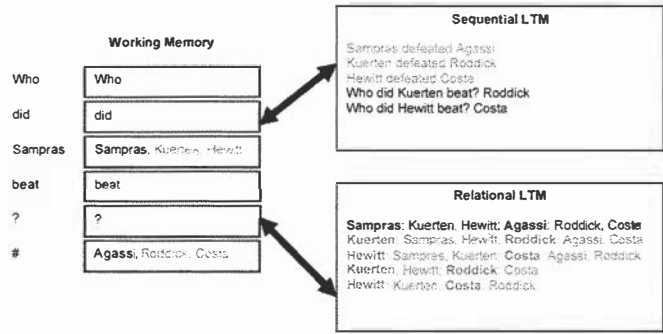 Working Memory
Who
Who
did
did
Sampras
Sampras, Kuerten, Hewitt
beat
beat
?
?
#
Agassi, Roddick, Costa
Sequential LTM
Sampras defeated Agassi
Kuerten defeated Roddick
Hewitt defeated Costa
Who did Kuerten beat? Roddick
Who did Hewitt beat? Costa
Relational LTM
Sampras: Kuerten, Hewitt; Agassi: Roddick, Costa
Kuerten: Sampras, Hewitt; Roddick: Agassi, Costa
Hewitt: Sampras, Kuerten; Costa: Agassi, Roddick
Kuerten: Hewitt; Roddick: Costa
Hewitt: Kuerten; Costa: Roddick